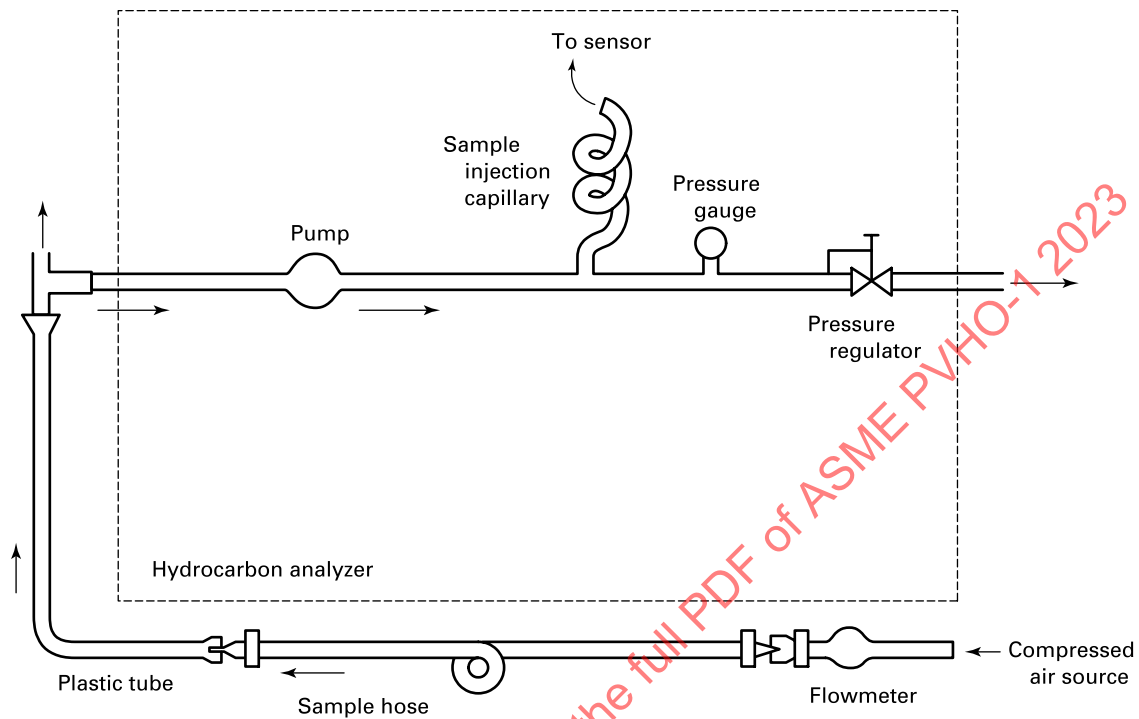 To sensor
Sample
injection
capillary
Pressure
gauge
Pump
Pressure
regulator
Hydrocarbon analyzer
Compressed
air source
Plastic tube
Flowmeter
Sample hose
the full PDF of ASME PVHO-1 2023